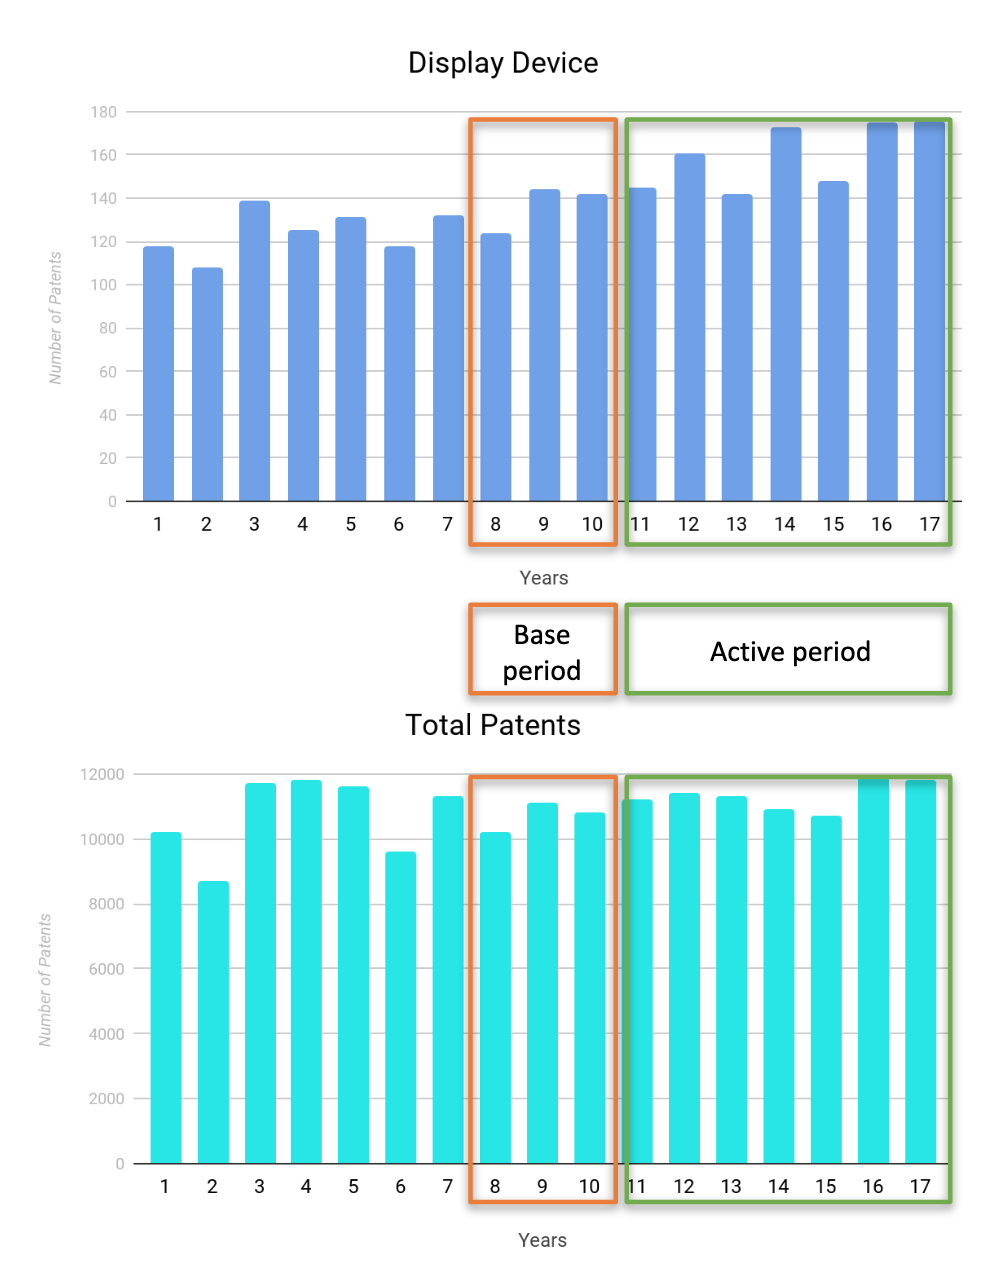 Display Device
180
160
140
120
100
80
60
40
20
0
Number of Patents
1 2 3 4 5 6 7 8 9 10 11 12 13 14 15 16 17
Years
Base
period
Active period
Total Patents
12000
10000
8000
6000
4000
2000
0
Number of Patents
1 2 3 4 5 6 7 8 9 10 11 12 13 14 15 16 17
Years